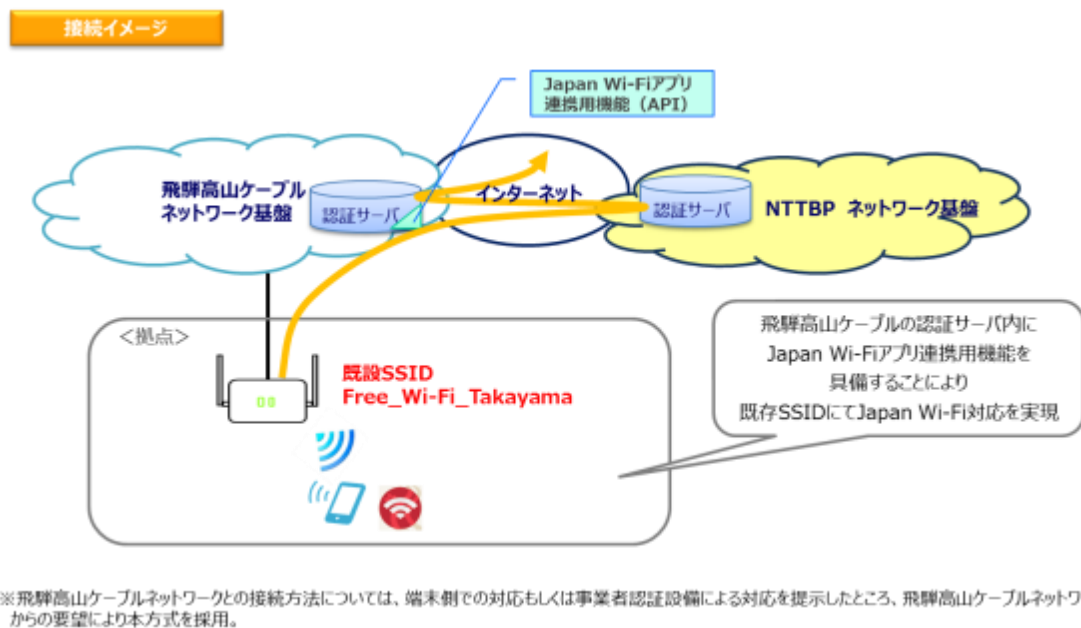 接続イメージ
Japan Wi-Fiアプリ
連携用機能（API）
飛騨高山ケーブル
ネットワーク基盤
認証サーバ
インターネット
認証サーバ
NTTBP ネットワーク基盤
＜拠点＞
既設SSID
Free_Wi-Fi_Takayama
飛騨高山ケーブルの認証サーバ内に
Japan Wi-Fiアプリ連携用機能を
具備することにより
既存SSIDにてJapan Wi-Fi対応を実現
※飛騨高山ケーブルネットワークとの接続方法については、端末側での対応もしくは事業者認証設備による対応を提示したところ、飛騨高山ケーブルネットワ
からの要望により本方式を採用。